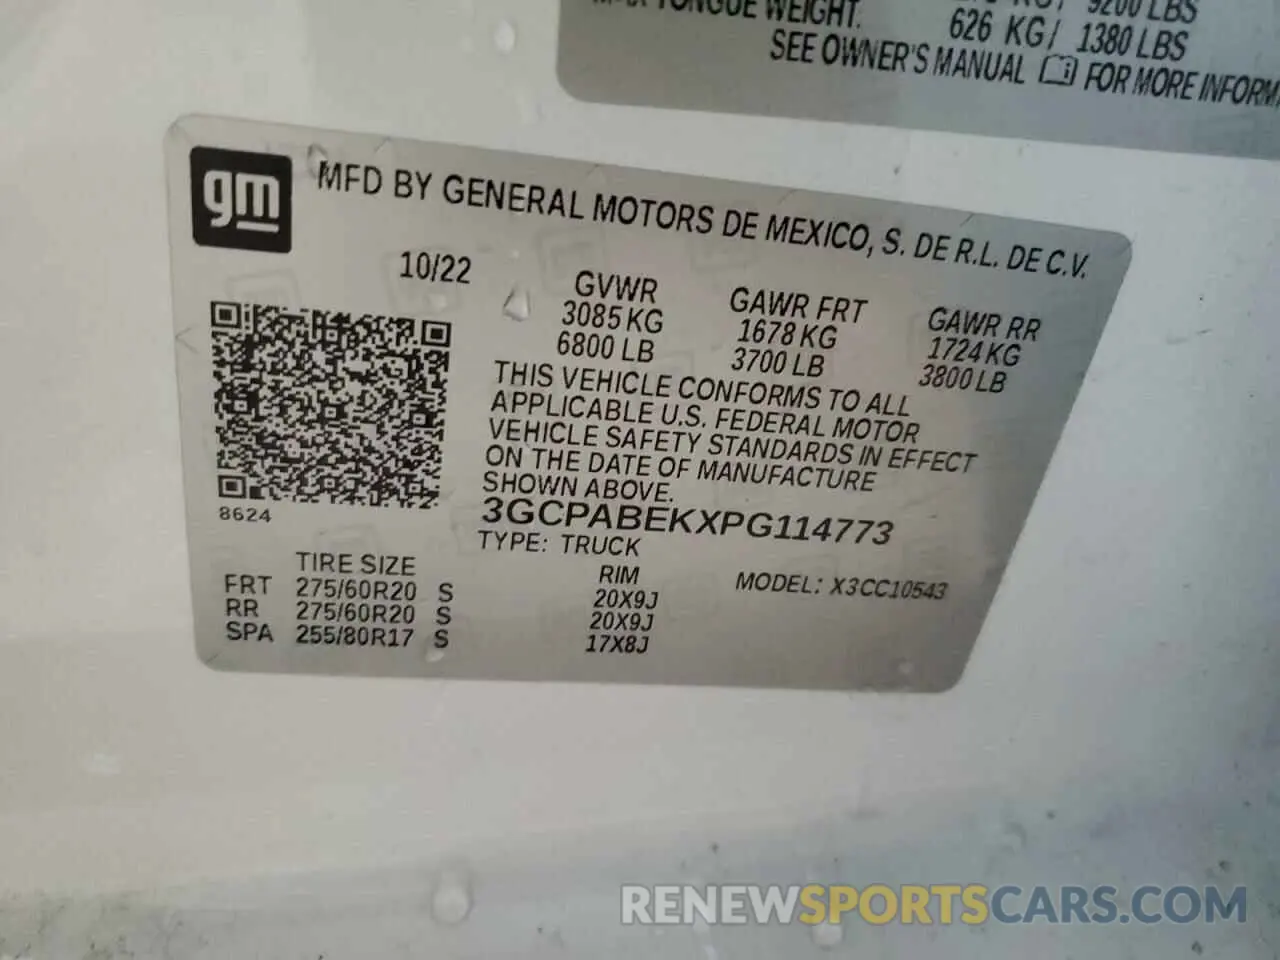 9200 LBS
TONGUE WEIGHT. 626 KG/ 1380 LBS
SEE OWNER'S MANUAL FOR MORE
gm MFD BY GENERAL MOTORS DE MEXICO, S. DE R.L. DE C.V.
10/22
GVWR GAWR FRT GAWR RR
3085 KG 1678 KG 1724 KG
6800 LB 3700 LB 3800 LB
THIS VEHICLE CONFORMS TO ALL
APPLICABLE U.S. FEDERAL MOTOR
VEHICLE SAFETY STANDARDS IN EFFECT
ON THE DATE OF MANUFACTURE
SHOWN ABOVE.
8624
3GCPABEKXPG114773
TYPE: TRUCK
MODEL: X3CC10543
TIRE SIZE RIM
FRT 275/60R20 S 20X9J
RR 275/60R20 S 20X9J
SPA 255/80R17 S 17X8J
RENEWSPORTSCARS.COM